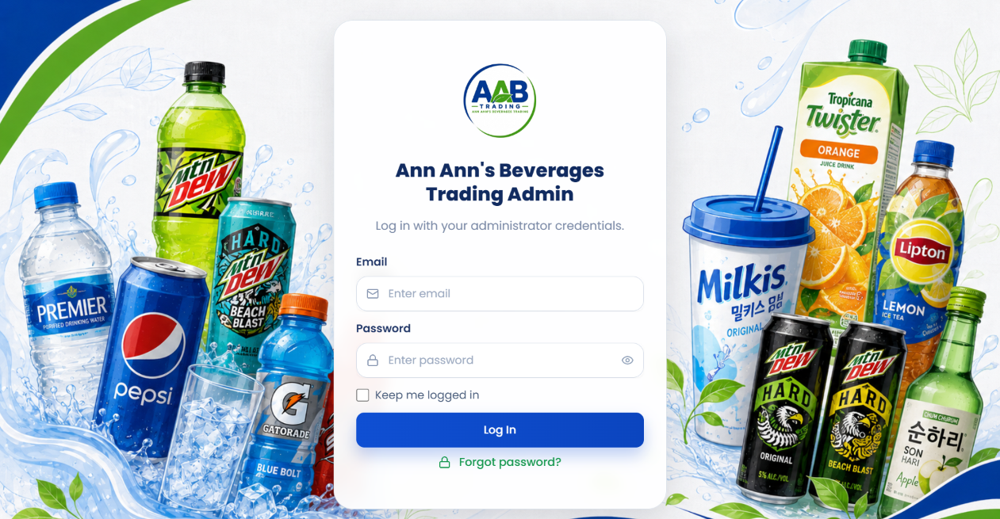 AAB
TRADING
ANN ANN'S BEVERAGES TRADING
Ann Ann's Beverages
Trading Admin
Log in with your administrator credentials.
Email
Enter email
Password
Enter password
Keep me logged in
Log In
Forgot password?
Mtn
DEW
HARD
Mtn
DEW
BEACH
BLAST
PREMIER
PURIFIED DRINKING WATER
pepsi
G
GATORADE
BLUE BOLT
Tropicana
Twister
ORANGE
JUICE DRINK
Lipton
LEMON
ICE TEA
Milkis
밀키스
ORIGINAL
Mtn
DEW
HARD
ORIGINAL
5% ALC./VOL
Mtn
DEW
HARD
BEACH BLAST
ALC./VOL
CHUM CHURUM
순하리
SON
HARI
Apple